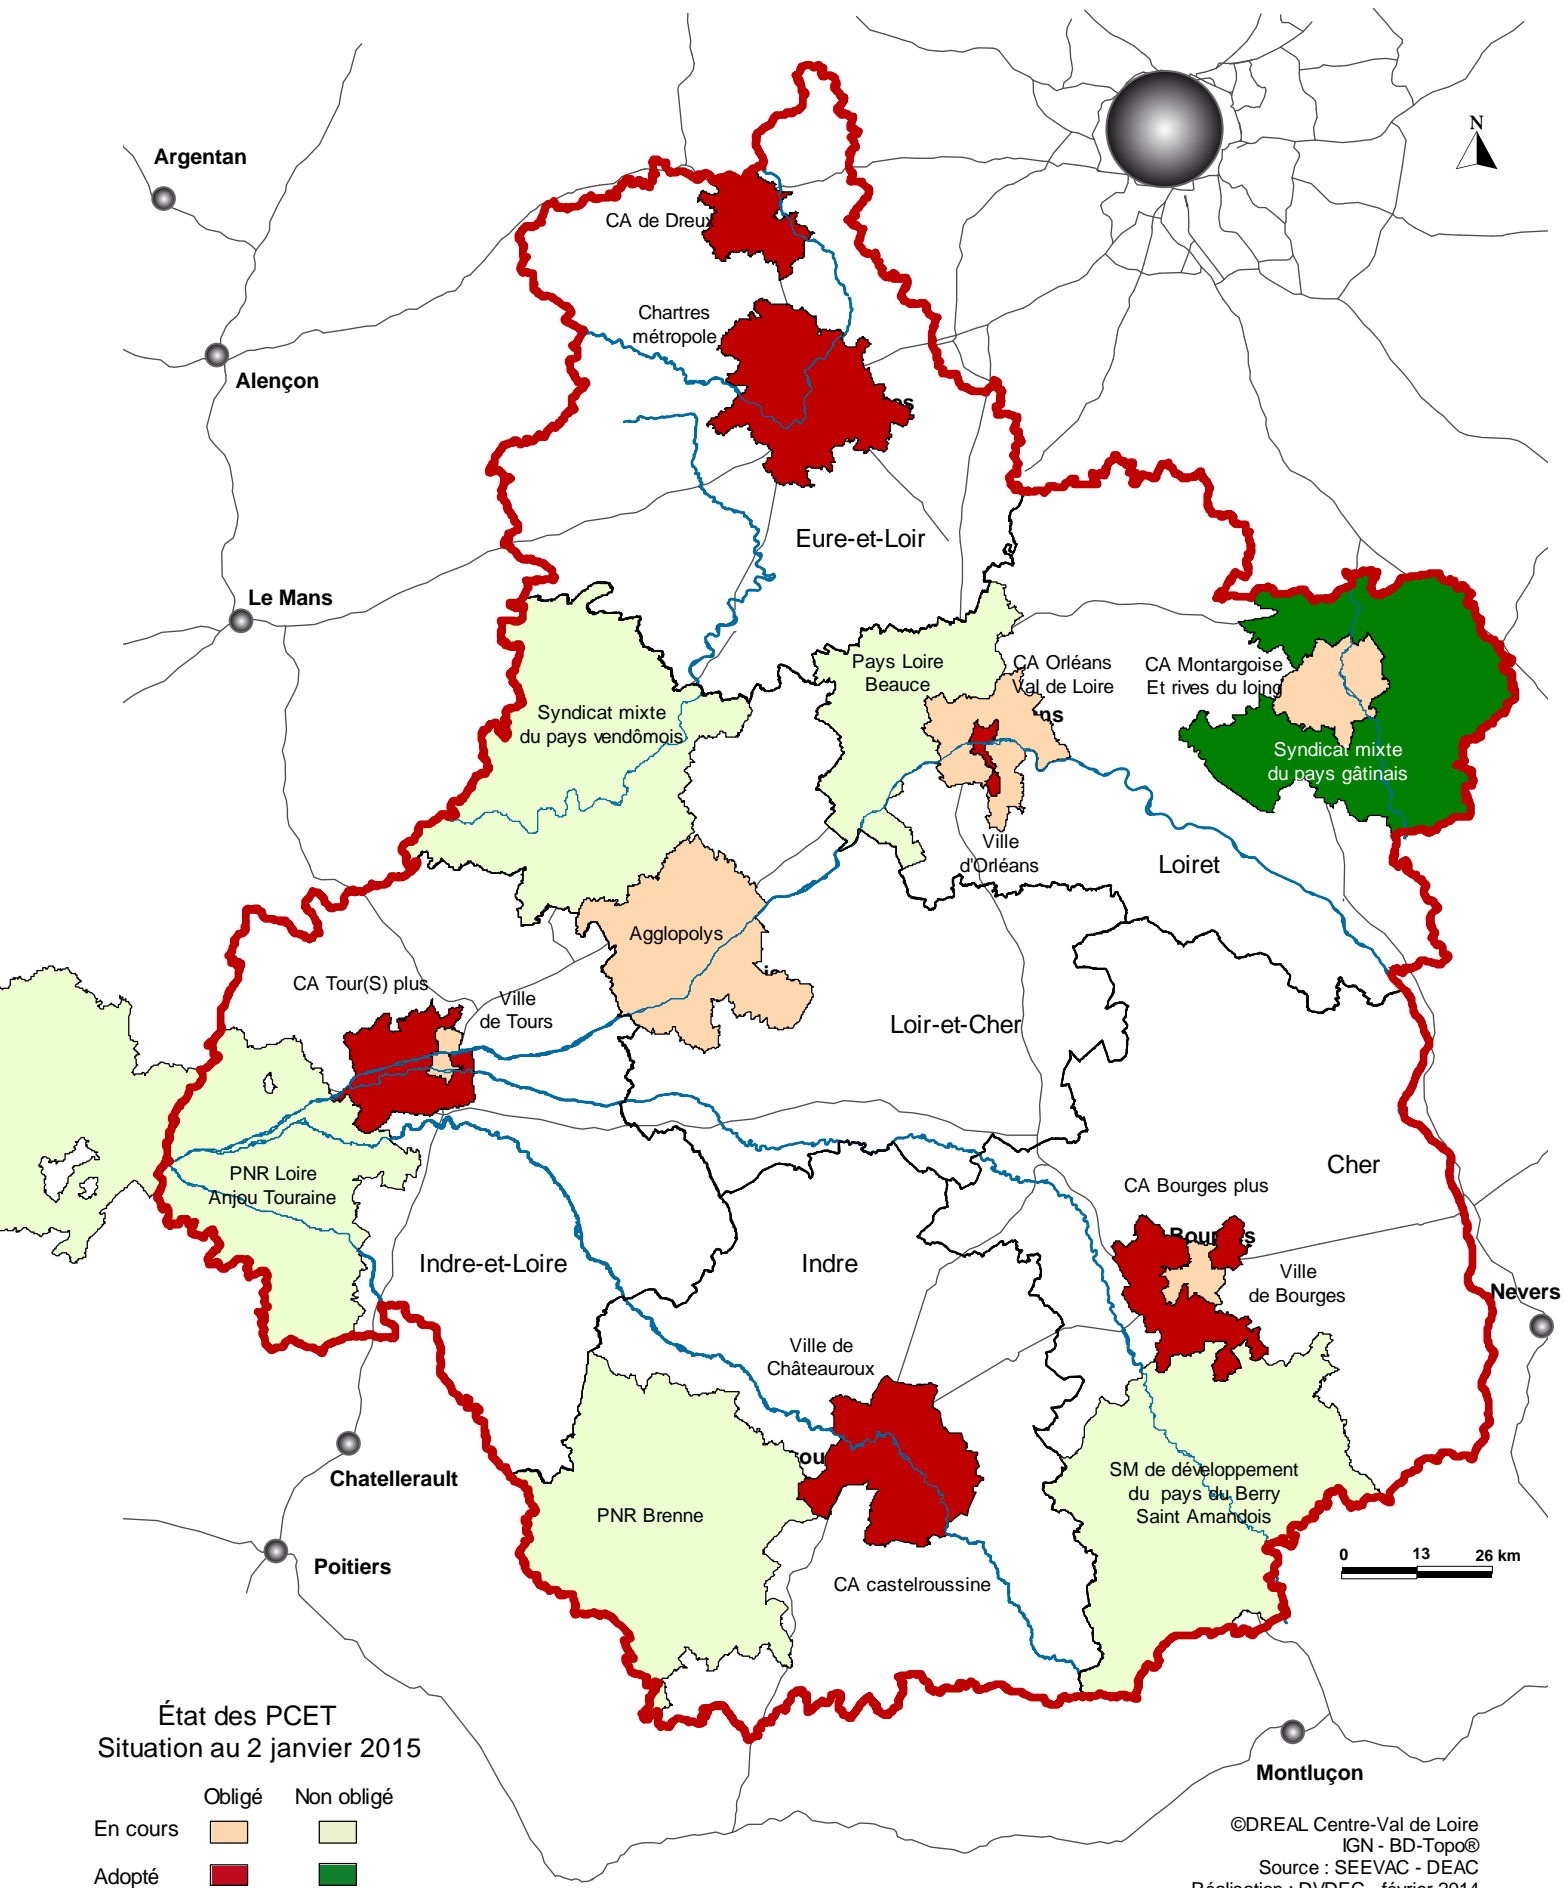 N
Argentan
CA de Dreux
Chartres
métropole
Alençon
Eure-et-Loir
Le Mans
Pays Loire
Beauce
CA Orléans
Val de Loire
CA Montargoise
Et rives du loing
Syndicat mixte
du pays vendômois
Syndicat mixte
du pays gâtinais
Ville
d'Orléans
Loiret
Agglopolys
CA Tour(S) plus
Ville
de Tours
Loir-et-Cher
PNR Loire
Anjou Touraine
Cher
CA Bourges plus
Indre-et-Loire
Indre
Ville
de Bourges
Nevers
Ville de
Châteauroux
Chatellerault
SM de développement
du pays du Berry
Saint Amandois
PNR Brenne
Poitiers
0 13 26 km
CA castelroussine
État des PCET
Situation au 2 janvier 2015
Montluçon
Obligé Non obligé
En cours
Adopté
©DREAL Centre-Val de Loire
IGN - BD-Topo®
Source : SEEVAC - DEAC
Réalisation : DVDEC - février 2014